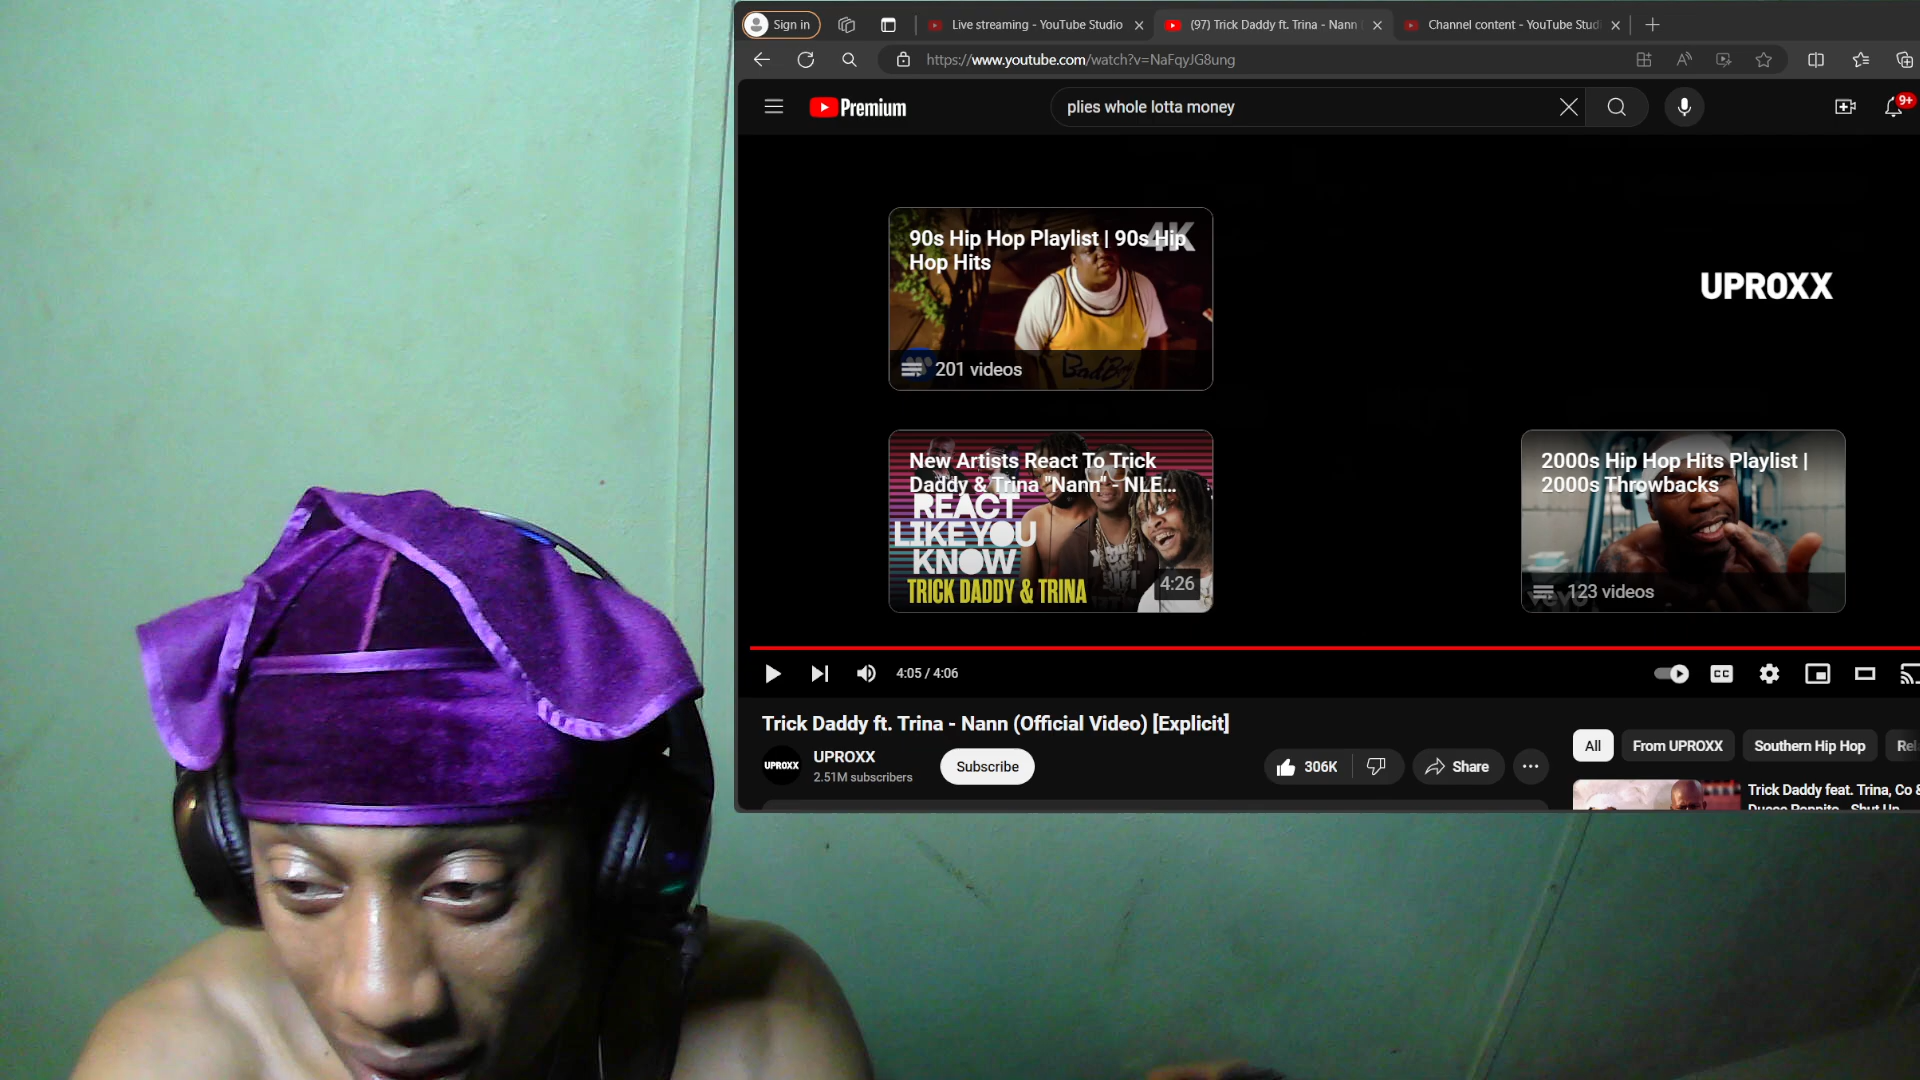 Sign in
Live streaming - YouTube Studio
(97) Trick Daddy ft. Trina - Nann
Channel content - YouTube Stud
https://www.youtube.com/watch?v=NaFqyJG8ung
Premium
plies whole lotta money
9+
90s Hip Hop Playlist | 90s Hip
Hop Hits
4K
Bad Boy
201 videos
UPROXX
New Artists React To Trick
Daddy & Trina "Nann" - NLE...
REACT
LIKE YOU
KNOW
TRICK DADDY & TRINA
4:26
2000s Hip Hop Hits Playlist |
2000s Throwbacks
vevo
123 videos
4:05 / 4:06
CC
Trick Daddy ft. Trina - Nann (Official Video) [Explicit]
UPROXX
UPROXX
2.51M subscribers
Subscribe
306K
Share
All
From UPROXX
Southern Hip Hop
Rel
Trick Daddy feat. Trina, Co &